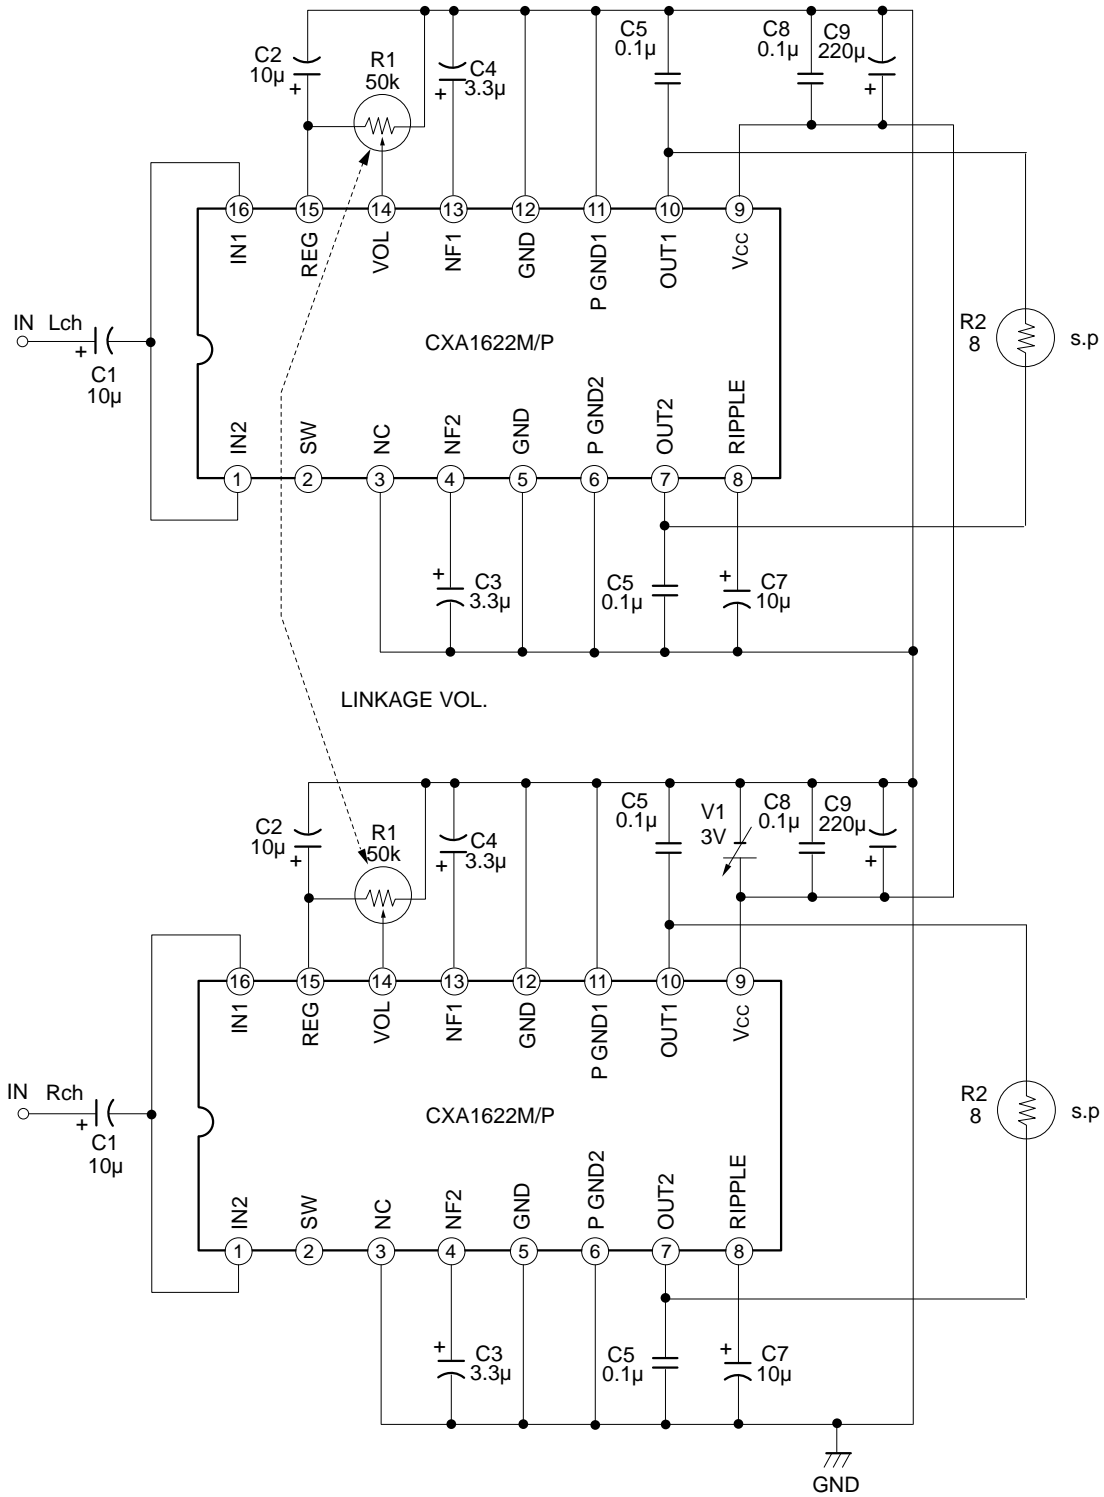 C2
10µ
R1
50k
C4
3.3µ
C5
0.1µ
C8
0.1µ
C9
220µ
+
+
+
16
15
14
13
12
11
10
9
IN1
REG
VOL
NF1
GND
P GND1
OUT1
VCC
IN
Lch
+
C1
10µ
CXA1622M/P
R2
8
s.p
IN2
SW
NC
NF2
GND
P GND2
OUT2
RIPPLE
1
2
3
4
5
6
7
8
+
C3
3.3µ
C5
0.1µ
+
C7
10µ
LINKAGE VOL.
C2
10µ
R1
50k
C4
3.3µ
C5
0.1µ
V1
3V
C8
0.1µ
C9
220µ
+
+
+
16
15
14
13
12
11
10
9
IN1
REG
VOL
NF1
GND
P GND1
OUT1
VCC
IN
Rch
+
C1
10µ
CXA1622M/P
R2
8
s.p
IN2
SW
NC
NF2
GND
P GND2
OUT2
RIPPLE
1
2
3
4
5
6
7
8
+
C3
3.3µ
C5
0.1µ
+
C7
10µ
GND